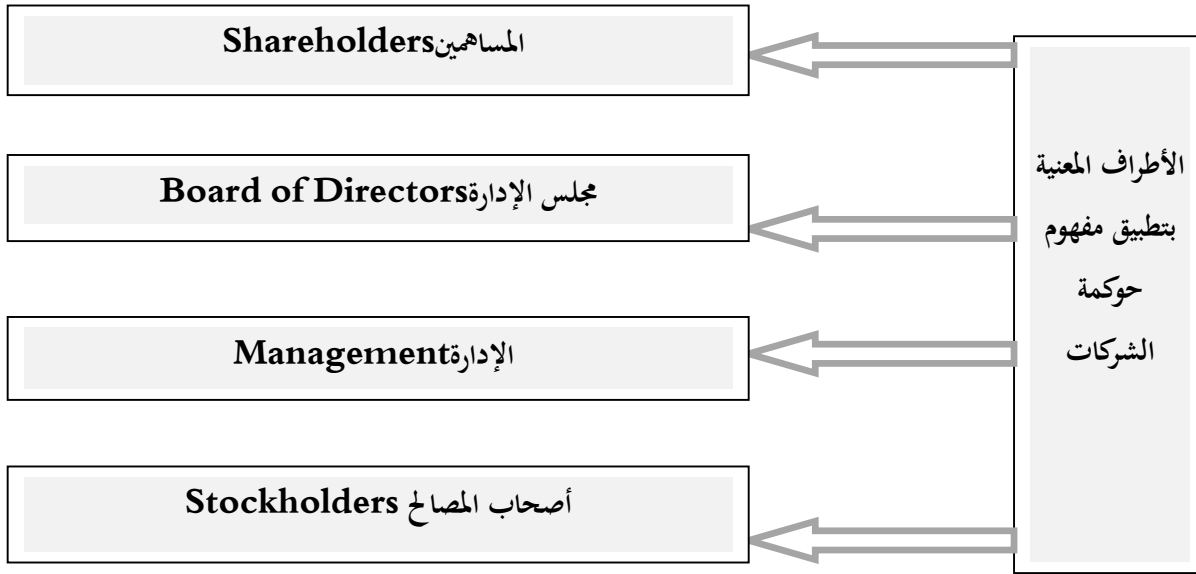 الأطراف المعنية
بتطبيق مفهوم
حوكمة
الشركات
المساهمينShareholders
مجلس الإدارةBoard of Directors
الإدارةManagement
أصحاب المصالح Stockholders